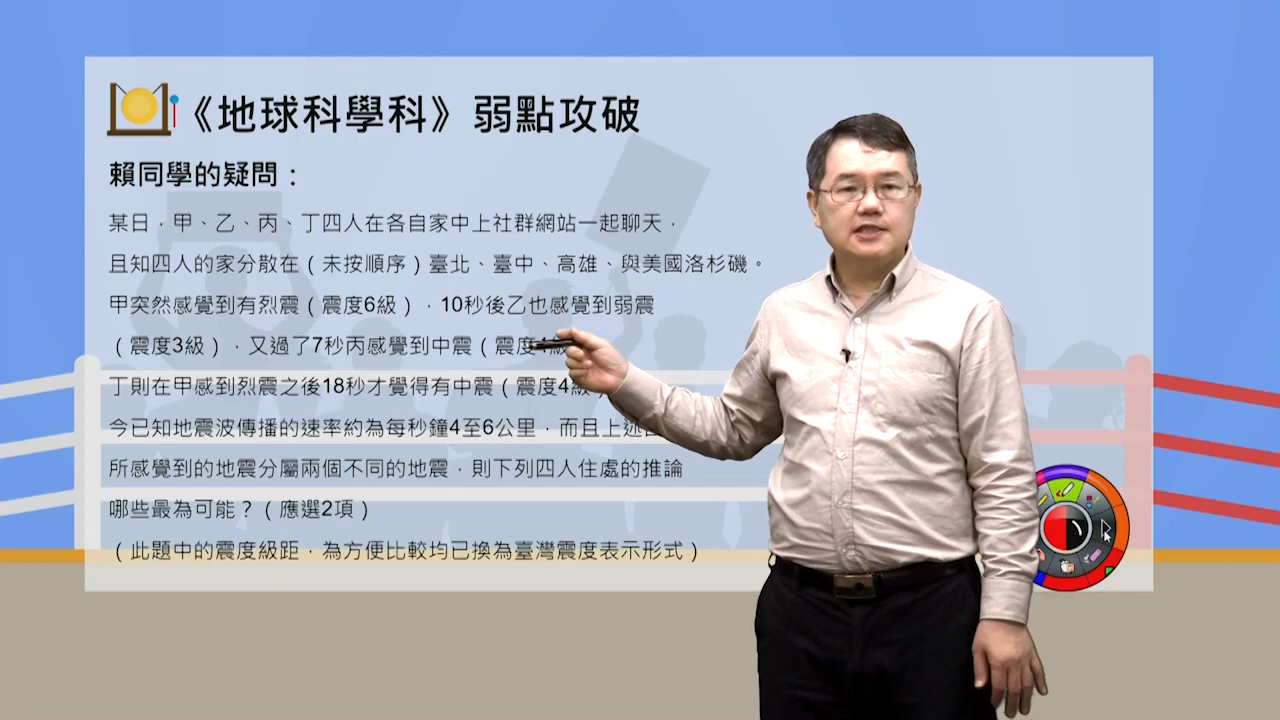 《地球科學科》弱點攻破
賴同學的疑問：
某日，甲、乙、丙、丁四人在各自家中上社群網站一起聊天，
且知四人的家分散在（未按順序）臺北、臺中、高雄、與美國洛杉磯。
甲突然感覺到有烈震（震度6級），10秒後乙也感覺到弱震
（震度3級），又過了7秒丙感覺到中震（震度4級
丁則在甲感到烈震之後18秒才覺得有中震（震度4級）
今已知地震波傳播的速率約為每秒鐘4至6公里，而且上述
所感覺到的地震分屬兩個不同的地震，則下列四人住處的推論
哪些最為可能？（應選2項）
（此題中的震度級距，為方便比較均已換為臺灣震度表示形式）